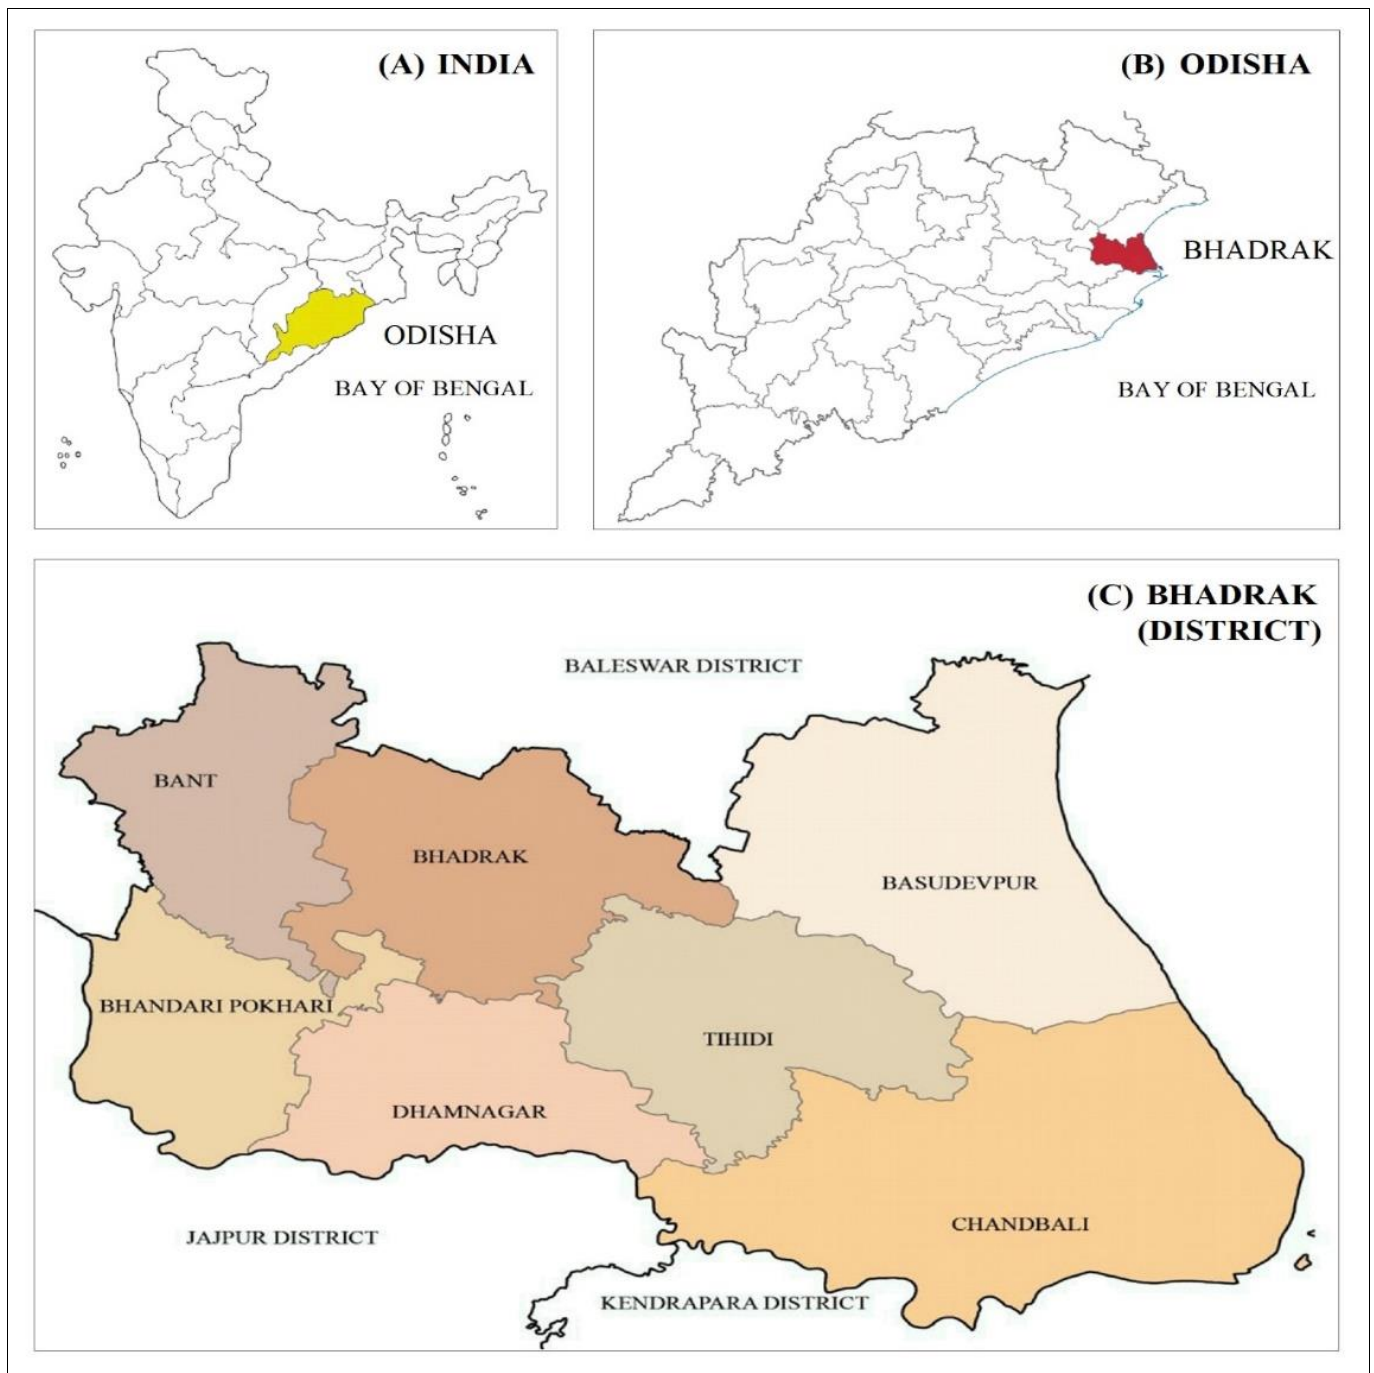 (A) INDIA
ODISHA
BAY OF BENGAL
(B) ODISHA
BHADRAK
BAY OF BENGAL
(C) BHADRAK
(DISTRICT)
BALESWAR DISTRICT
BANT
BHADRAK
BASUDEVPUR
BHANDARI POKHARI
TIHIDI
DHAMNAGAR
CHANDBALI
JAJPUR DISTRICT
KENDRAPARA DISTRICT